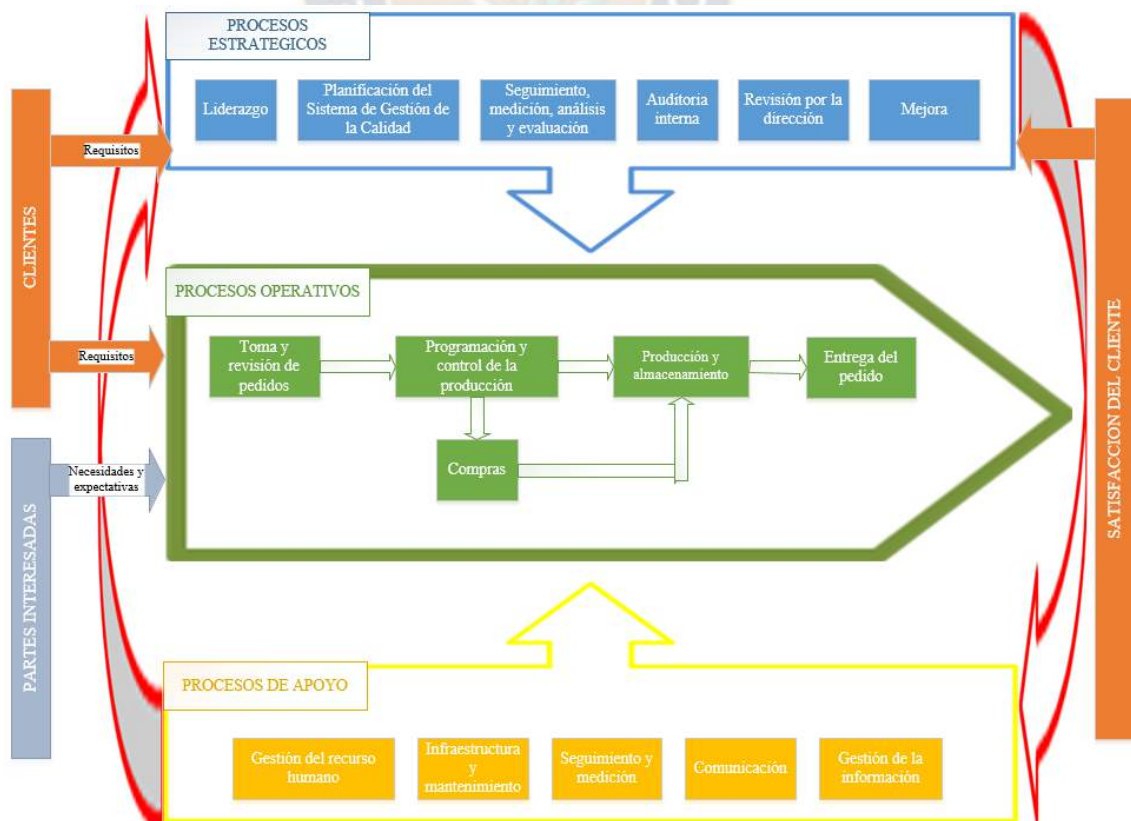 PROCESOS
ESTRATEGICOS
Liderazgo
Planificación del
Sistema de Gestión de
la Calidad
Seguimiento,
medición, análisis
y evaluación
Auditoria
interna
Revisión por la
dirección
Mejora
CLIENTES
Requisitos
Requisitos
PROCESOS OPERATIVOS
Toma y
revisión de
pedidos
Programación y
control de la
producción
Producción y
almacenamiento
Entrega del
pedido
Compras
PARTES INTERESADAS
Necesidades y
expectativas
SATISFACCION DEL CLIENTE
PROCESOS DE APOYO
Gestión del recurso
humano
Infraestructura
y
mantenimiento
Seguimiento y
medición
Comunicación
Gestión de la
información